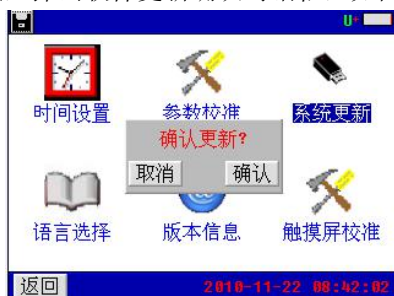 U
时间设置
参数校准
系统更新
确认更新?
取消
确认
语言选择
版本信息
触摸屏校准
返回
2010-11-22 08:42:02